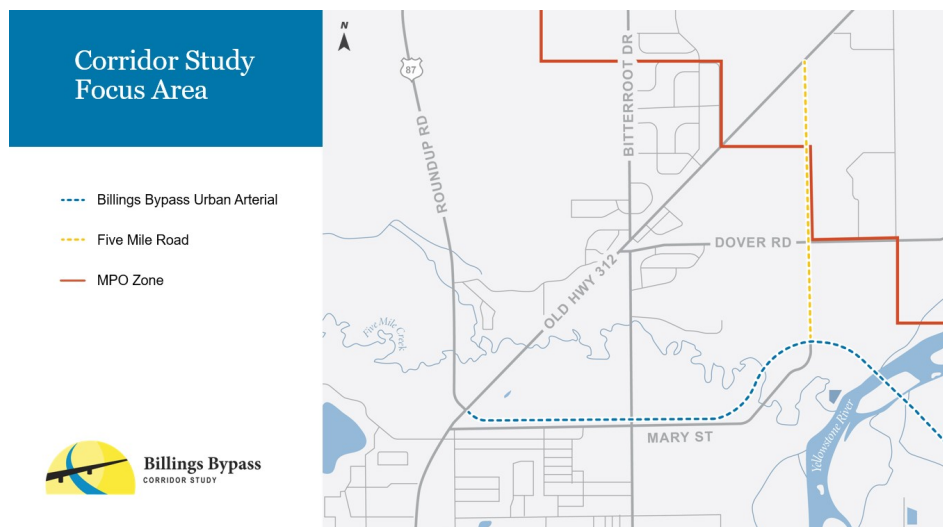 Corridor Study
Focus Area
Billings Bypass Urban Arterial
Five Mile Road
MPO Zone
Billings Bypass
CORRIDOR STUDY
N
87
ROUNDUP RD
BITTERROOT DR
DOVER RD
OLD HWY 312
Five Mile
Creek
MARY ST
Yellowstone River